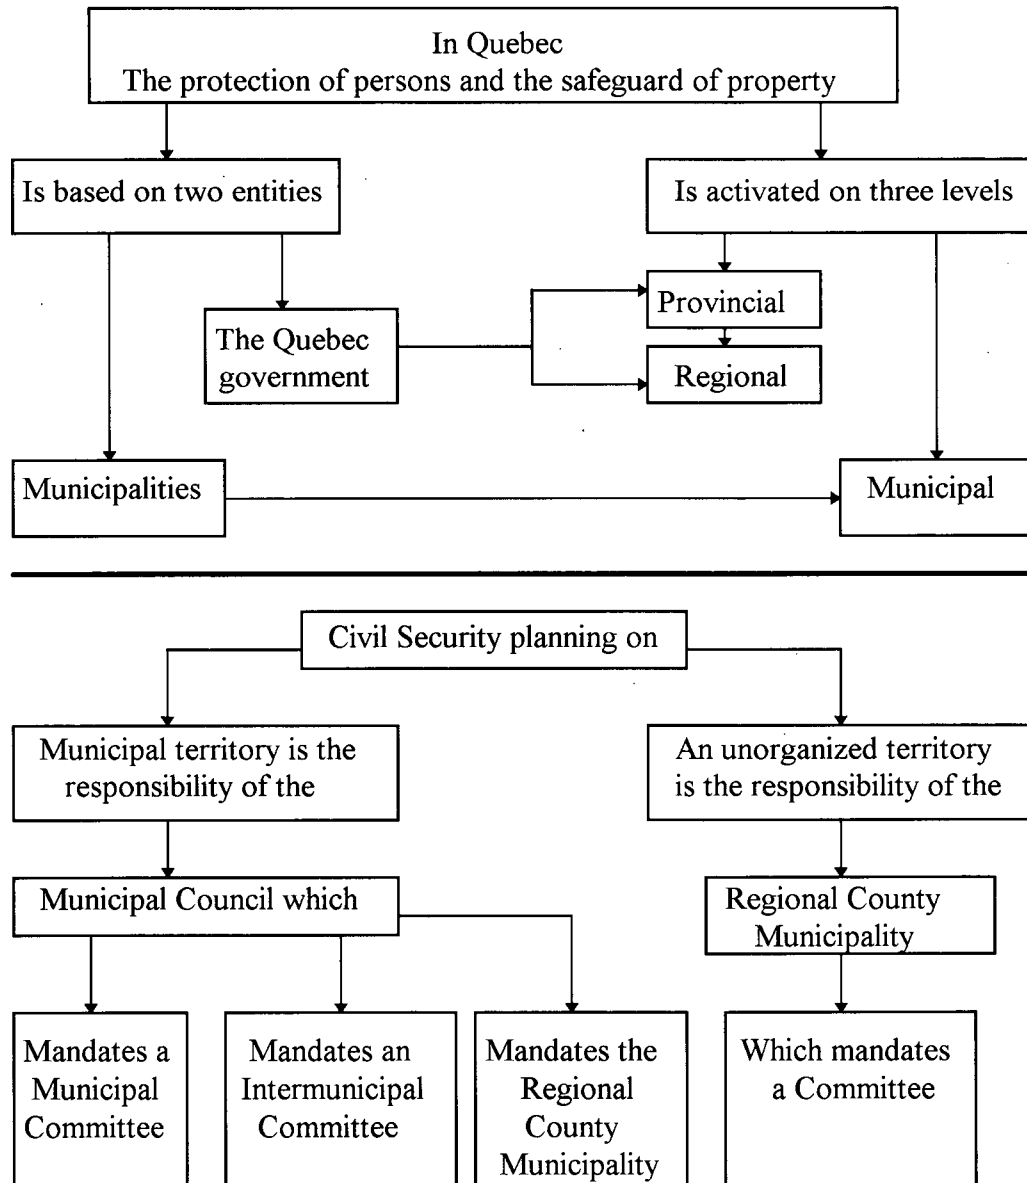 In Quebec
The protection of persons and the safeguard of property
Is based on two entities
Is activated on three levels
Provincial
The Quebec
government
Regional
Municipalities
Municipal
Civil Security planning on
Municipal territory is the
responsibility of the
An unorganized territory
is the responsibility of the
Municipal Council which
Regional County
Municipality
Mandates a
Municipal
Committee
Mandates an
Intermunicipal
Committee
Mandates the
Regional
County
Municipality
Which mandates
a Committee